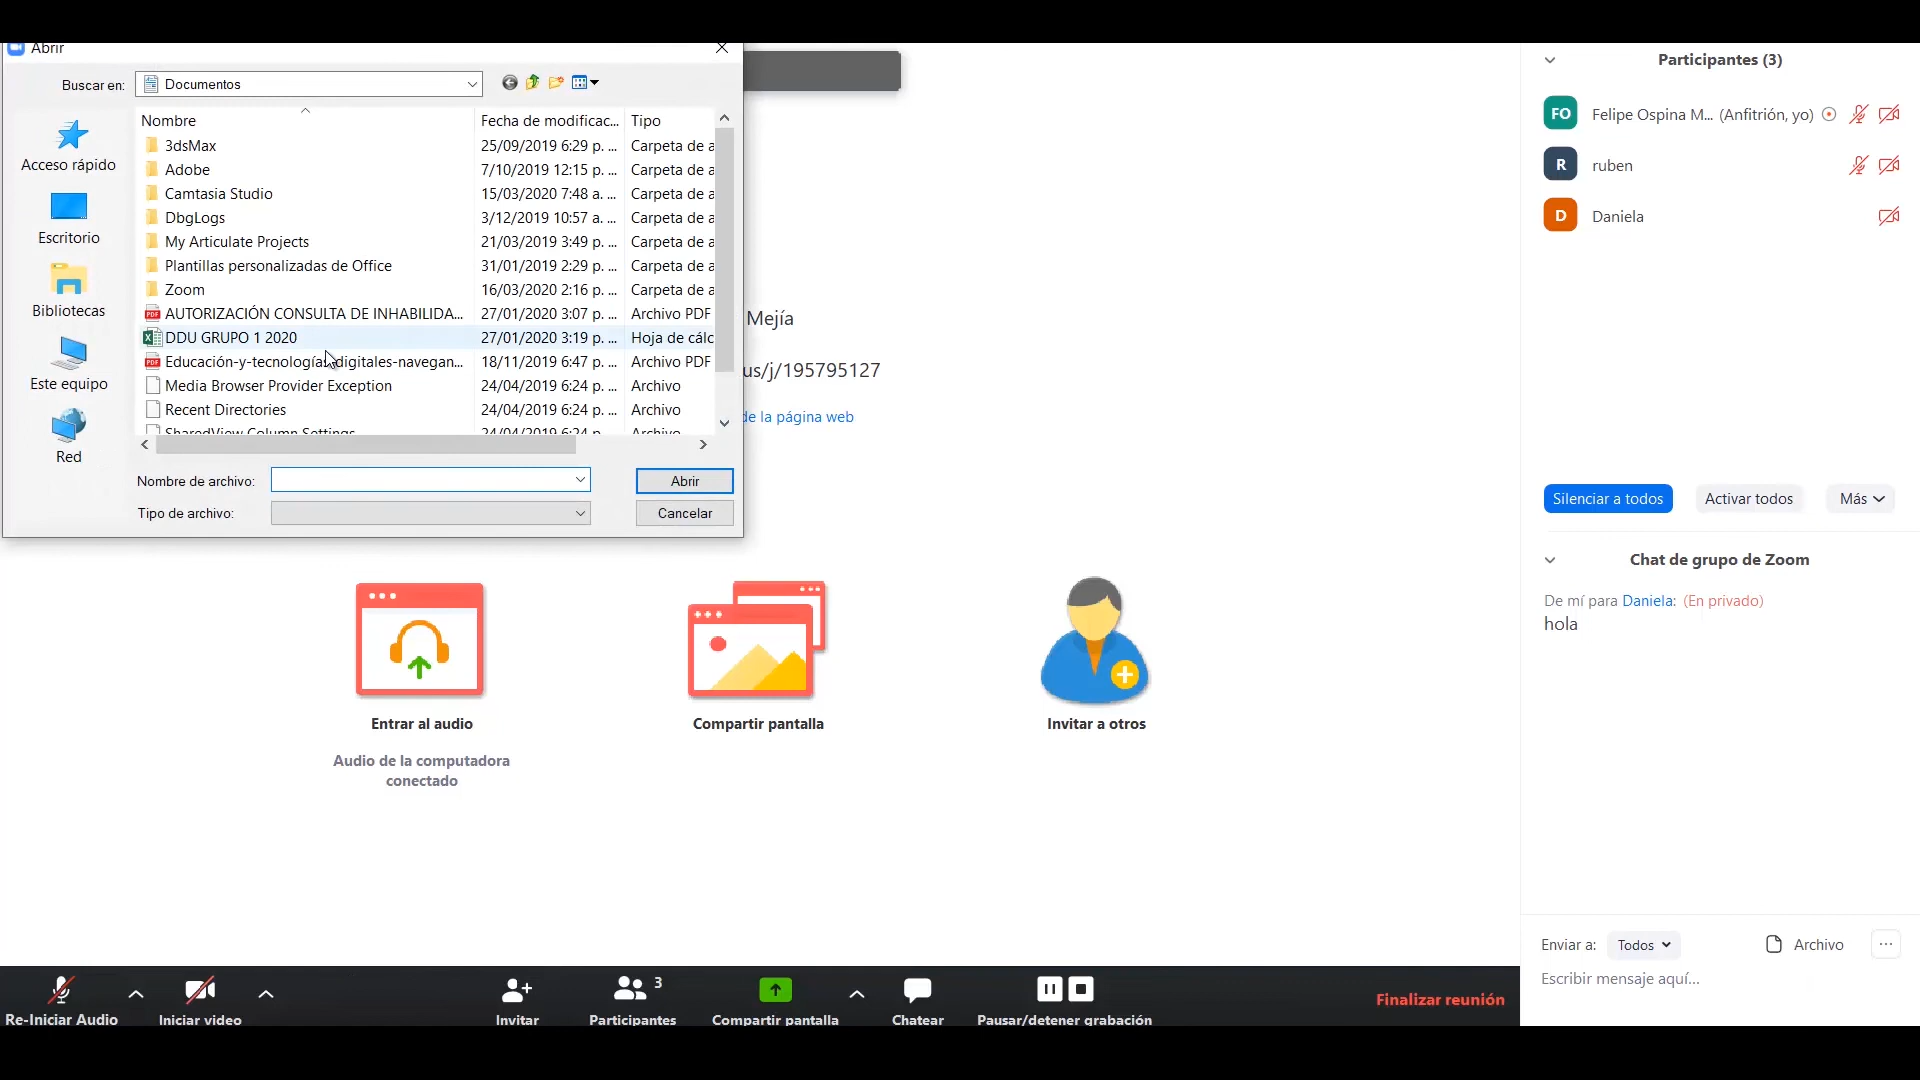 Abrir
Buscar en:
Documentos
Nombre
Fecha de modificac...
Tipo
3dsMax
25/09/2019 6:29 p. ...
Carpeta de a
Adobe
7/10/2019 12:15 p. ...
Carpeta de a
Camtasia Studio
15/03/2020 7:48 a. ...
Carpeta de a
DbgLogs
3/12/2019 10:57 a. ...
Carpeta de a
My Articulate Projects
21/03/2019 3:49 p. ...
Carpeta de a
Plantillas personalizadas de Office
31/01/2019 2:29 p. ...
Carpeta de a
Zoom
16/03/2020 2:16 p. ...
Carpeta de a
AUTORIZACIÓN CONSULTA DE INHABILIDA...
27/01/2020 3:07 p. ...
Archivo PDF
DDU GRUPO 1 2020
27/01/2020 3:19 p. ...
Hoja de cálc
Educación-y-tecnologías-digitales-navegan...
18/11/2019 6:47 p. ...
Archivo PDF
Media Browser Provider Exception
24/04/2019 6:24 p. ...
Archivo
Recent Directories
24/04/2019 6:24 p. ...
Archivo
SharedView Column Settings
24/04/2019 6:24 p. ...
Archivo
Acceso rápido
Escritorio
Bibliotecas
Este equipo
Red
Nombre de archivo:
Abrir
Tipo de archivo:
Cancelar
Mejía
us/j/195795127
de la página web
Entrar al audio
Audio de la computadora
conectado
Compartir pantalla
Invitar a otros
Re-Iniciar Audio
Iniciar video
Invitar
3
Participantes
Compartir pantalla
Chatear
Pausar/detener grabación
Finalizar reunión
Participantes (3)
FO
Felipe Ospina M... (Anfitrión, yo)
R
ruben
D
Daniela
Silenciar a todos
Activar todos
Más
Chat de grupo de Zoom
De mí para Daniela: (En privado)
hola
Enviar a:
Todos
Archivo
...
Escribir mensaje aquí...